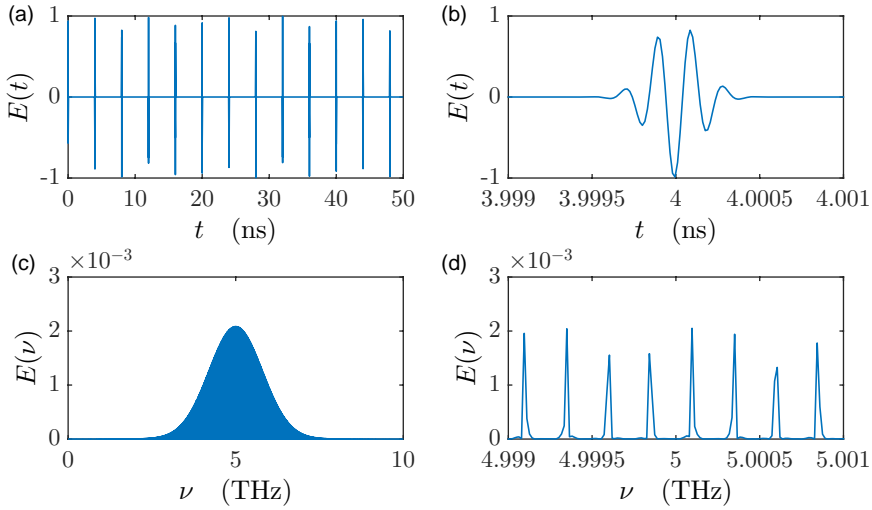 (a)
1
0
-1
E(t)
0 10 20 30 40 50
t (ns)
(b)
1
0
-1
E(t)
3.999 3.9995 4 4.0005 4.001
t (ns)
(c)
×10⁻³
3
2
1
0
E(ν)
0 5 10
ν (THz)
(d)
×10⁻³
3
2
1
0
E(ν)
4.999 4.9995 5 5.0005 5.001
ν (THz)